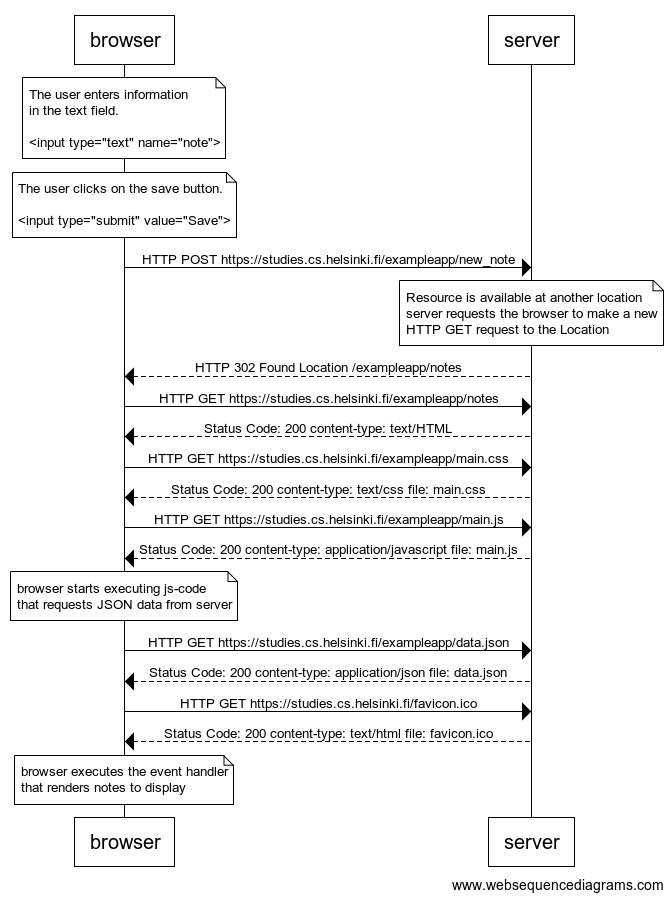 browser
server
The user enters information
in the text field.
<input type="text" name="note">
The user clicks on the save button.
<input type="submit" value="Save">
HTTP POST https://studies.cs.helsinki.fi/exampleapp/new_note
Resource is available at another location
server requests the browser to make a new
HTTP GET request to the Location
HTTP 302 Found Location /exampleapp/notes
HTTP GET https://studies.cs.helsinki.fi/exampleapp/notes
Status Code: 200 content-type: text/HTML
HTTP GET https://studies.cs.helsinki.fi/exampleapp/main.css
Status Code: 200 content-type: text/css file: main.css
HTTP GET https://studies.cs.helsinki.fi/exampleapp/main.js
Status Code: 200 content-type: application/javascript file: main.js
browser starts executing js-code
that requests JSON data from server
HTTP GET https://studies.cs.helsinki.fi/exampleapp/data.json
Status Code: 200 content-type: application/json file: data.json
HTTP GET https://studies.cs.helsinki.fi/favicon.ico
Status Code: 200 content-type: text/html file: favicon.ico
browser executes the event handler
that renders notes to display
browser
server
www.websequencediagrams.com